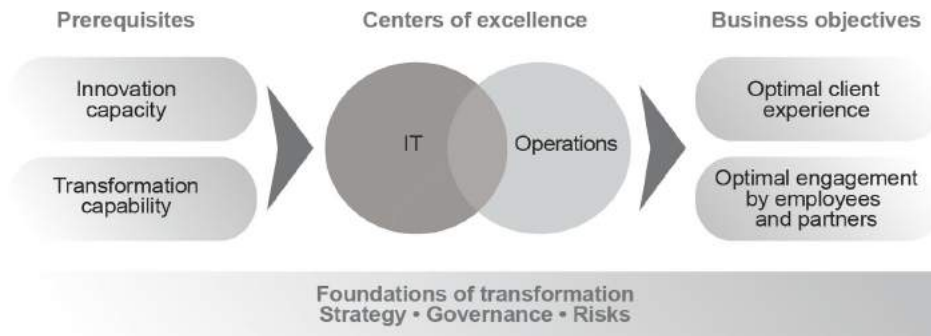 Prerequisites
Centers of excellence
Business objectives
Innovation
capacity
Transformation
capability
IT
Operations
Optimal client
experience
Optimal engagement
by employees
and partners
Foundations of transformation
Strategy • Governance • Risks